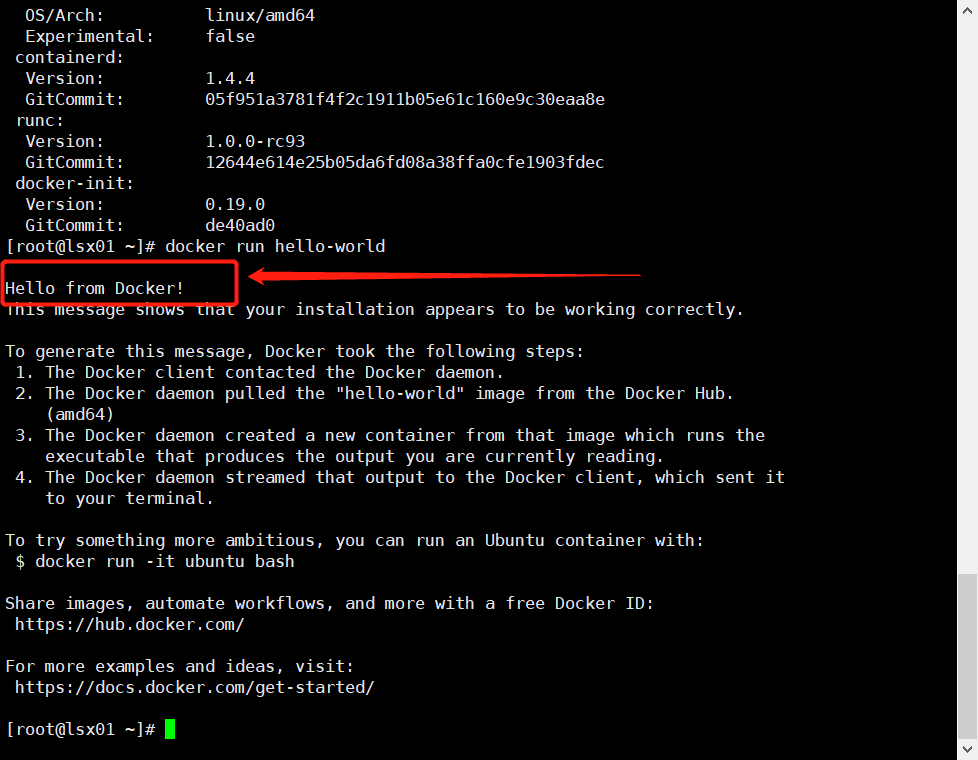 OS/Arch: linux/amd64
Experimental: false
containerd:
Version: 1.4.4
GitCommit: 05f951a3781f4f2c1911b05e61c160e9c30eaa8e
runc:
Version: 1.0.0-rc93
GitCommit: 12644e614e25b05da6fd08a38ffa0cfe1903fdec
docker-init:
Version: 0.19.0
GitCommit: de40ad0
[root@lsx01 ~]# docker run hello-world
Hello from Docker!
This message shows that your installation appears to be working correctly.
To generate this message, Docker took the following steps:
1. The Docker client contacted the Docker daemon.
2. The Docker daemon pulled the "hello-world" image from the Docker Hub.
(amd64)
3. The Docker daemon created a new container from that image which runs the
executable that produces the output you are currently reading.
4. The Docker daemon streamed that output to the Docker client, which sent it
to your terminal.
To try something more ambitious, you can run an Ubuntu container with:
$ docker run -it ubuntu bash
Share images, automate workflows, and more with a free Docker ID:
https://hub.docker.com/
For more examples and ideas, visit:
https://docs.docker.com/get-started/
[root@lsx01 ~]#